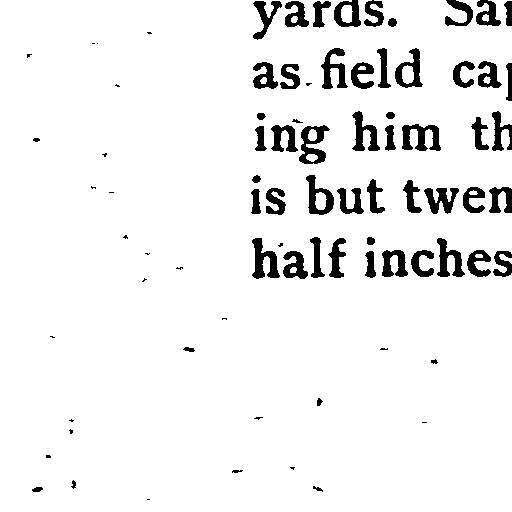 yards. Sa
as field ca
ing him th
is but twen
half inches